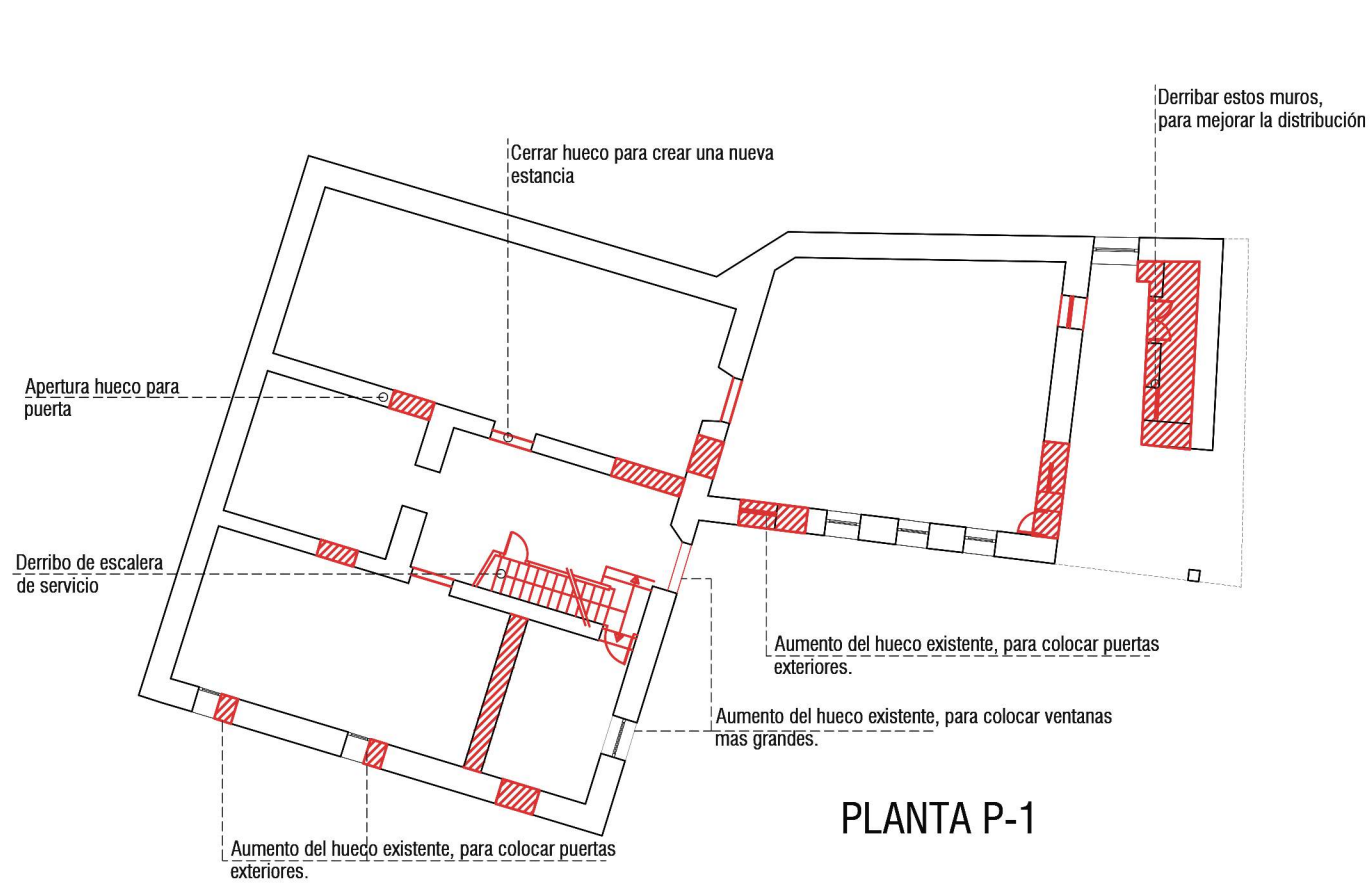 Derribar estos muros,
para mejorar la distribución
Cerrar hueco para crear una nueva
estancia
Apertura hueco para
puerta
Derribo de escalera
de servicio
Aumento del hueco existente, para colocar puertas
exteriores.
Aumento del hueco existente, para colocar ventanas
mas grandes.
PLANTA P-1
Aumento del hueco existente, para colocar puertas
exteriores.